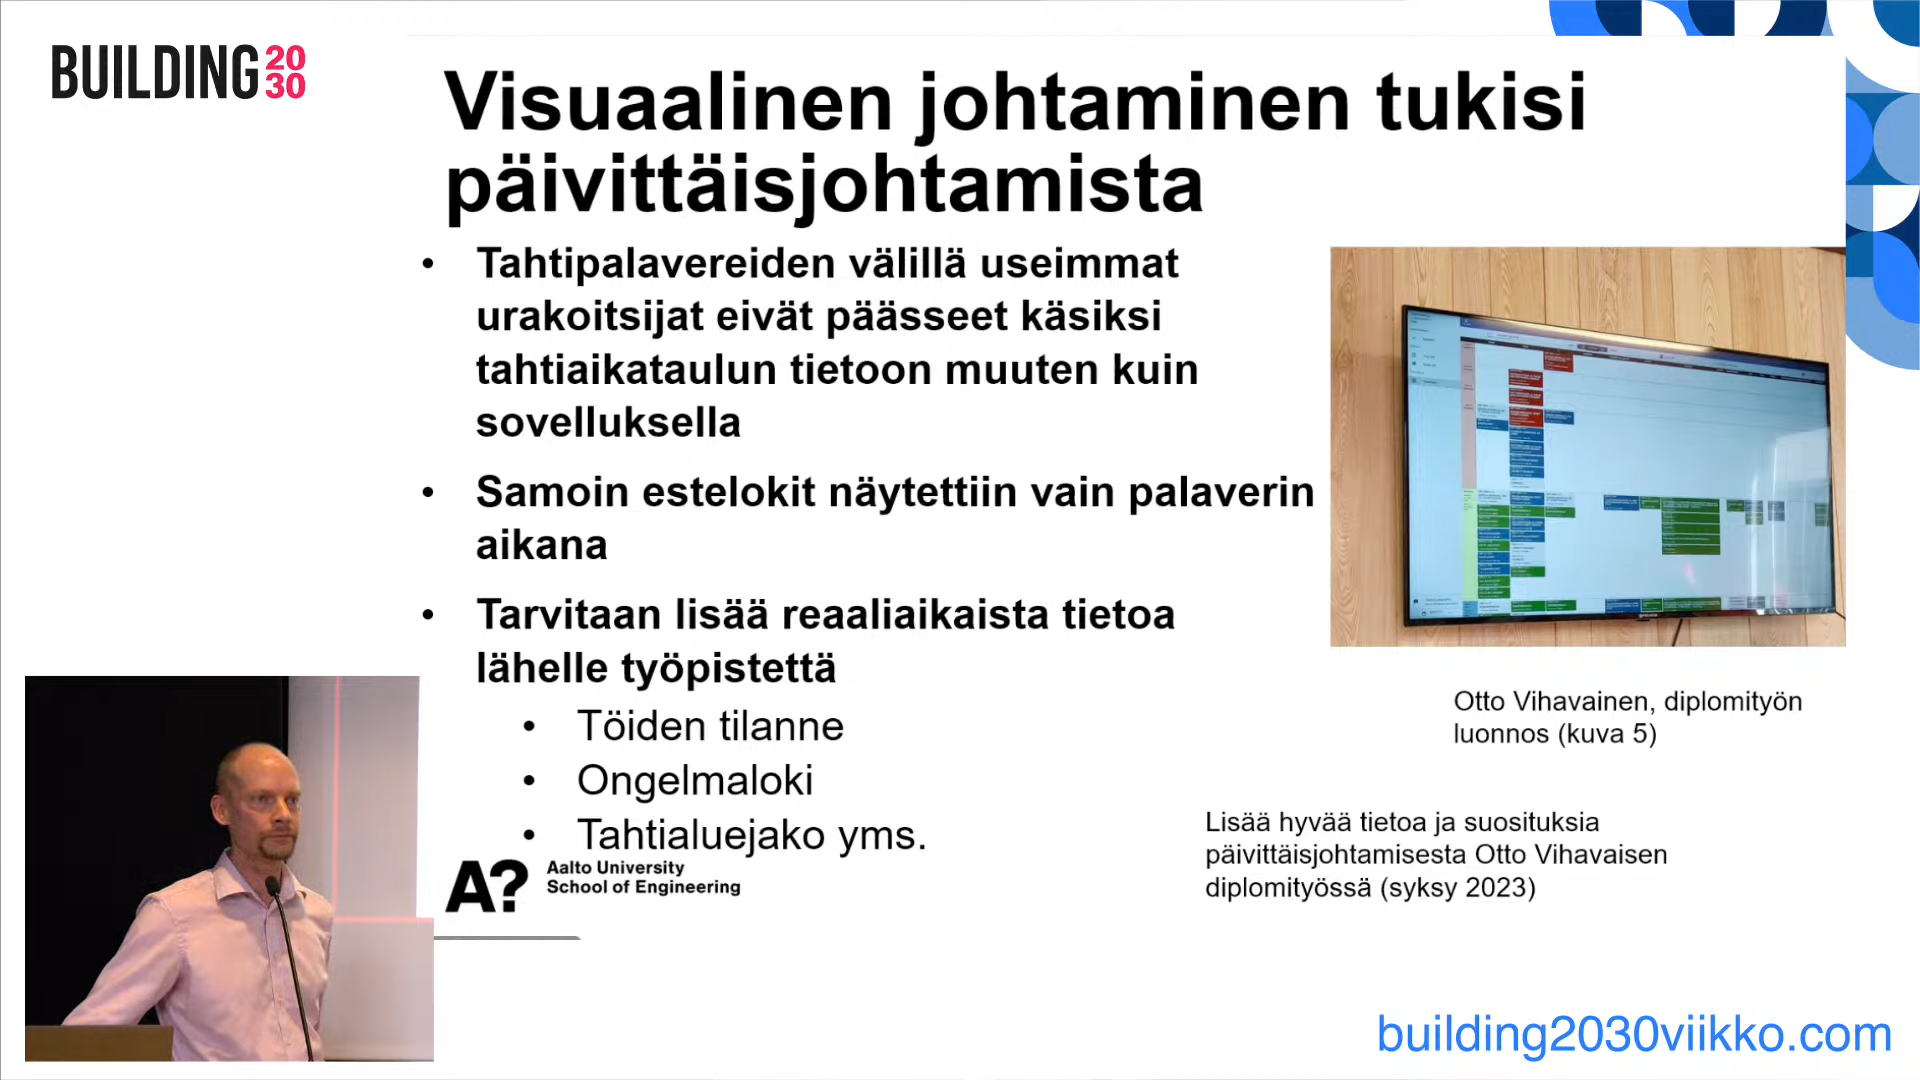 BUILDING 20
30
Visuaalinen johtaminen tukisi
päivittäisjohtamista
• Tahtipalavereiden välillä useimmat
urakoitsijat eivät päässeet käsiksi
tahtiaikataulun tietoon muuten kuin
sovelluksella
• Samoin estelokit näytettiin vain palaverin
aikana
• Tarvitaan lisää reaaliaikaista tietoa
lähelle työpistettä
• Töiden tilanne
• Ongelmaloki
• Tahtialuejako yms.
A? Aalto University
School of Engineering
Otto Vihavainen, diplomityön
luonnos (kuva 5)
Lisää hyvää tietoa ja suosituksia
päivittäisjohtamisesta Otto Vihavaisen
diplomityössä (syksy 2023)
building2030viikko.com